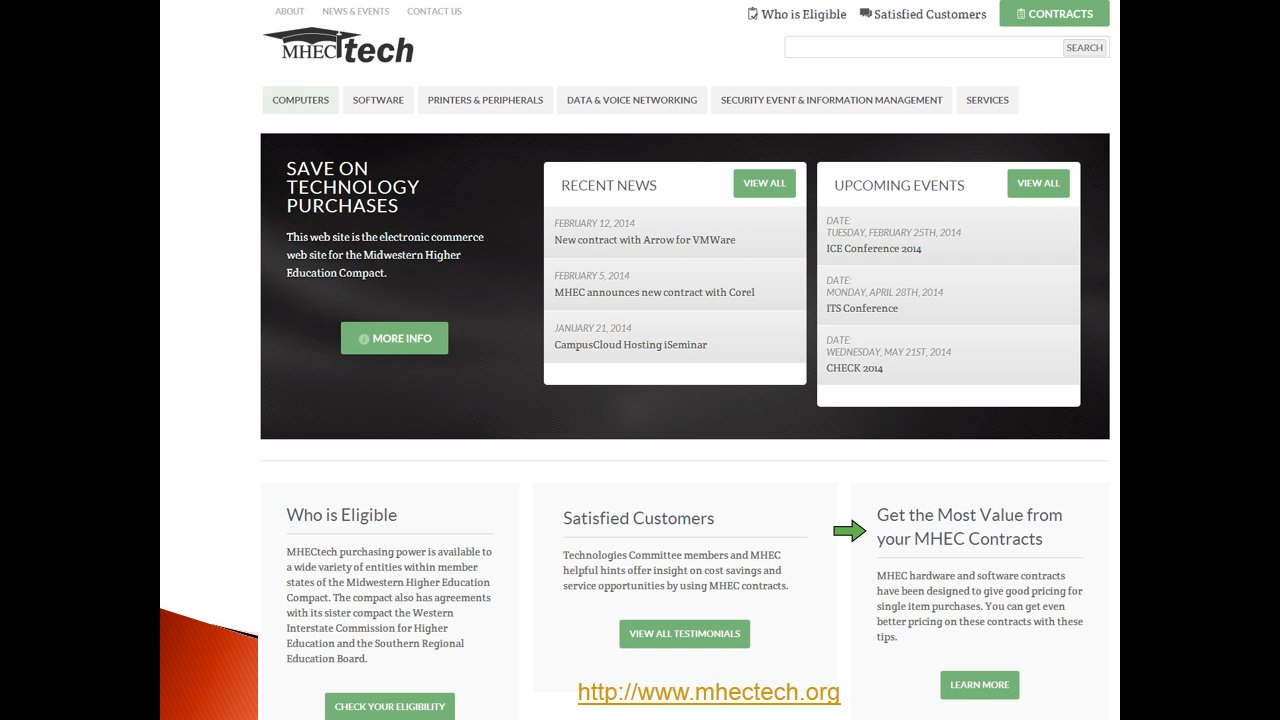 ABOUT NEWS & EVENTS CONTACT US
Who is Eligible Satisfied Customers CONTRACTS
MHECtech
SEARCH
COMPUTERS SOFTWARE PRINTERS & PERIPHERALS DATA & VOICE NETWORKING SECURITY EVENT & INFORMATION MANAGEMENT SERVICES
SAVE ON
TECHNOLOGY
PURCHASES
This web site is the electronic commerce
web site for the Midwestern Higher
Education Compact.
MORE INFO
RECENT NEWS VIEW ALL
FEBRUARY 12, 2014
New contract with Arrow for VMWare
FEBRUARY 5, 2014
MHEC announces new contract with Corel
JANUARY 21, 2014
CampusCloud Hosting iSeminar
UPCOMING EVENTS VIEW ALL
DATE:
TUESDAY, FEBRUARY 25TH, 2014
ICE Conference 2014
DATE:
MONDAY, APRIL 28TH, 2014
ITS Conference
DATE:
WEDNESDAY, MAY 21ST, 2014
CHECK 2014
Who is Eligible
MHECtech purchasing power is available to
a wide variety of entities within member
states of the Midwestern Higher Education
Compact. The compact also has agreements
with its sister compact the Western
Interstate Commission for Higher
Education and the Southern Regional
Education Board.
CHECK YOUR ELIGIBILITY
Satisfied Customers
Technologies Committee members and MHEC
helpful hints offer insight on cost savings and
service opportunities by using MHEC contracts.
VIEW ALL TESTIMONIALS
http://www.mhectech.org
Get the Most Value from
your MHEC Contracts
MHEC hardware and software contracts
have been designed to give good pricing for
single item purchases. You can get even
better pricing on these contracts with these
tips.
LEARN MORE